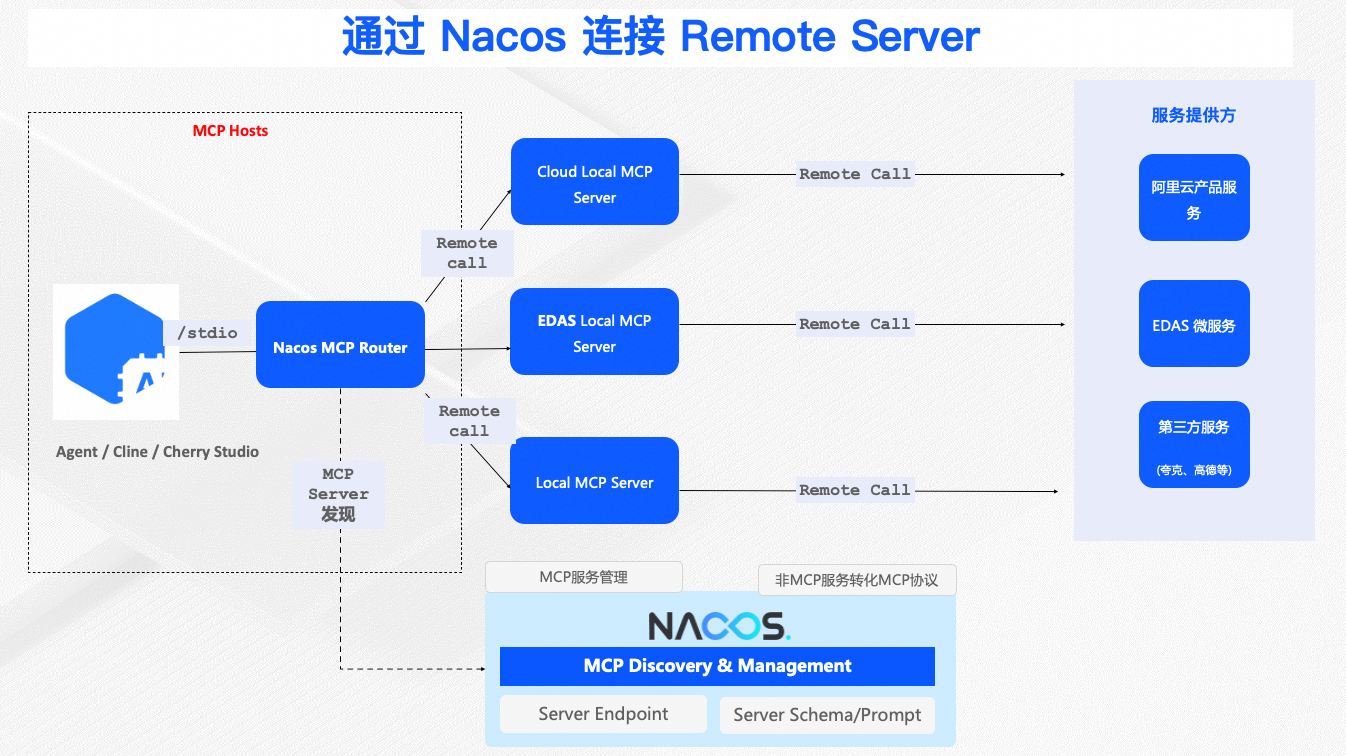 通过 Nacos 连接 Remote Server
MCP Hosts
/stdio
Nacos MCP Router
Agent / Cline / Cherry Studio
MCP
Server
发现
Remote
call
Remote
call
Cloud Local MCP
Server
EDAS Local MCP
Server
Local MCP Server
Remote Call
Remote Call
Remote Call
服务提供方
阿里云产品服
务
EDAS 微服务
第三方服务
(夸克、高德等)
MCP服务管理
非MCP服务转化MCP协议
NACOS.
MCP Discovery & Management
Server Endpoint
Server Schema/Prompt